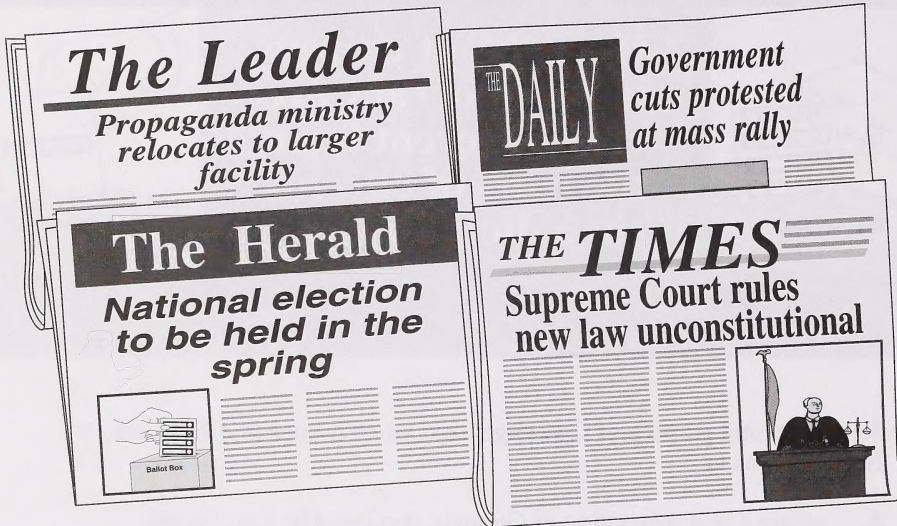 The Leader
Propaganda ministry
relocates to larger
facility
THE
DAILY
Government
cuts protested
at mass rally
The Herald
National election
to be held in the
spring
Ballot Box
THE TIMES
Supreme Court rules
new law unconstitutional